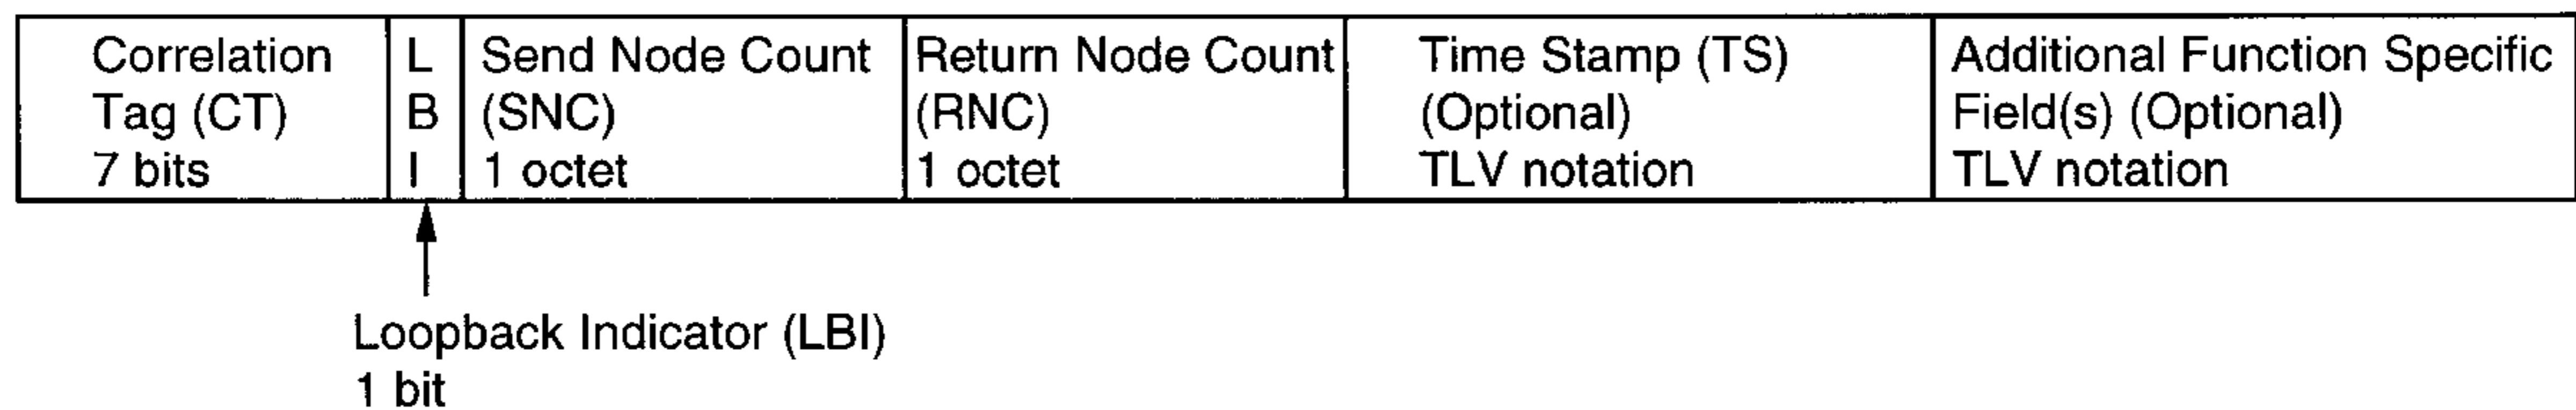 Correlation
Tag (CT)
7 bits
L
B
I
Send Node Count
(SNC)
1 octet
Return Node Count
(RNC)
1 octet
Time Stamp (TS)
(Optional)
TLV notation
Additional Function Specific
Field(s) (Optional)
TLV notation
Loopback Indicator (LBI)
1 bit